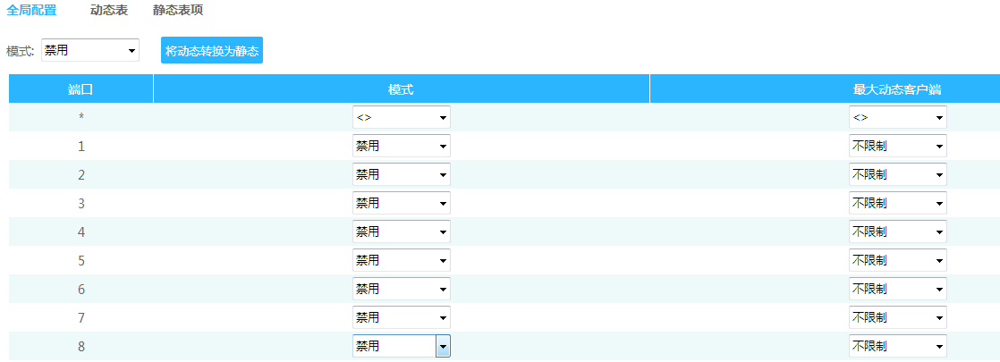 全局配置 动态表 静态表项
模式: 禁用 将动态转换为静态
端口 模式 最大动态客户端
* <> <>
1 禁用 不限制
2 禁用 不限制
3 禁用 不限制
4 禁用 不限制
5 禁用 不限制
6 禁用 不限制
7 禁用 不限制
8 禁用 不限制